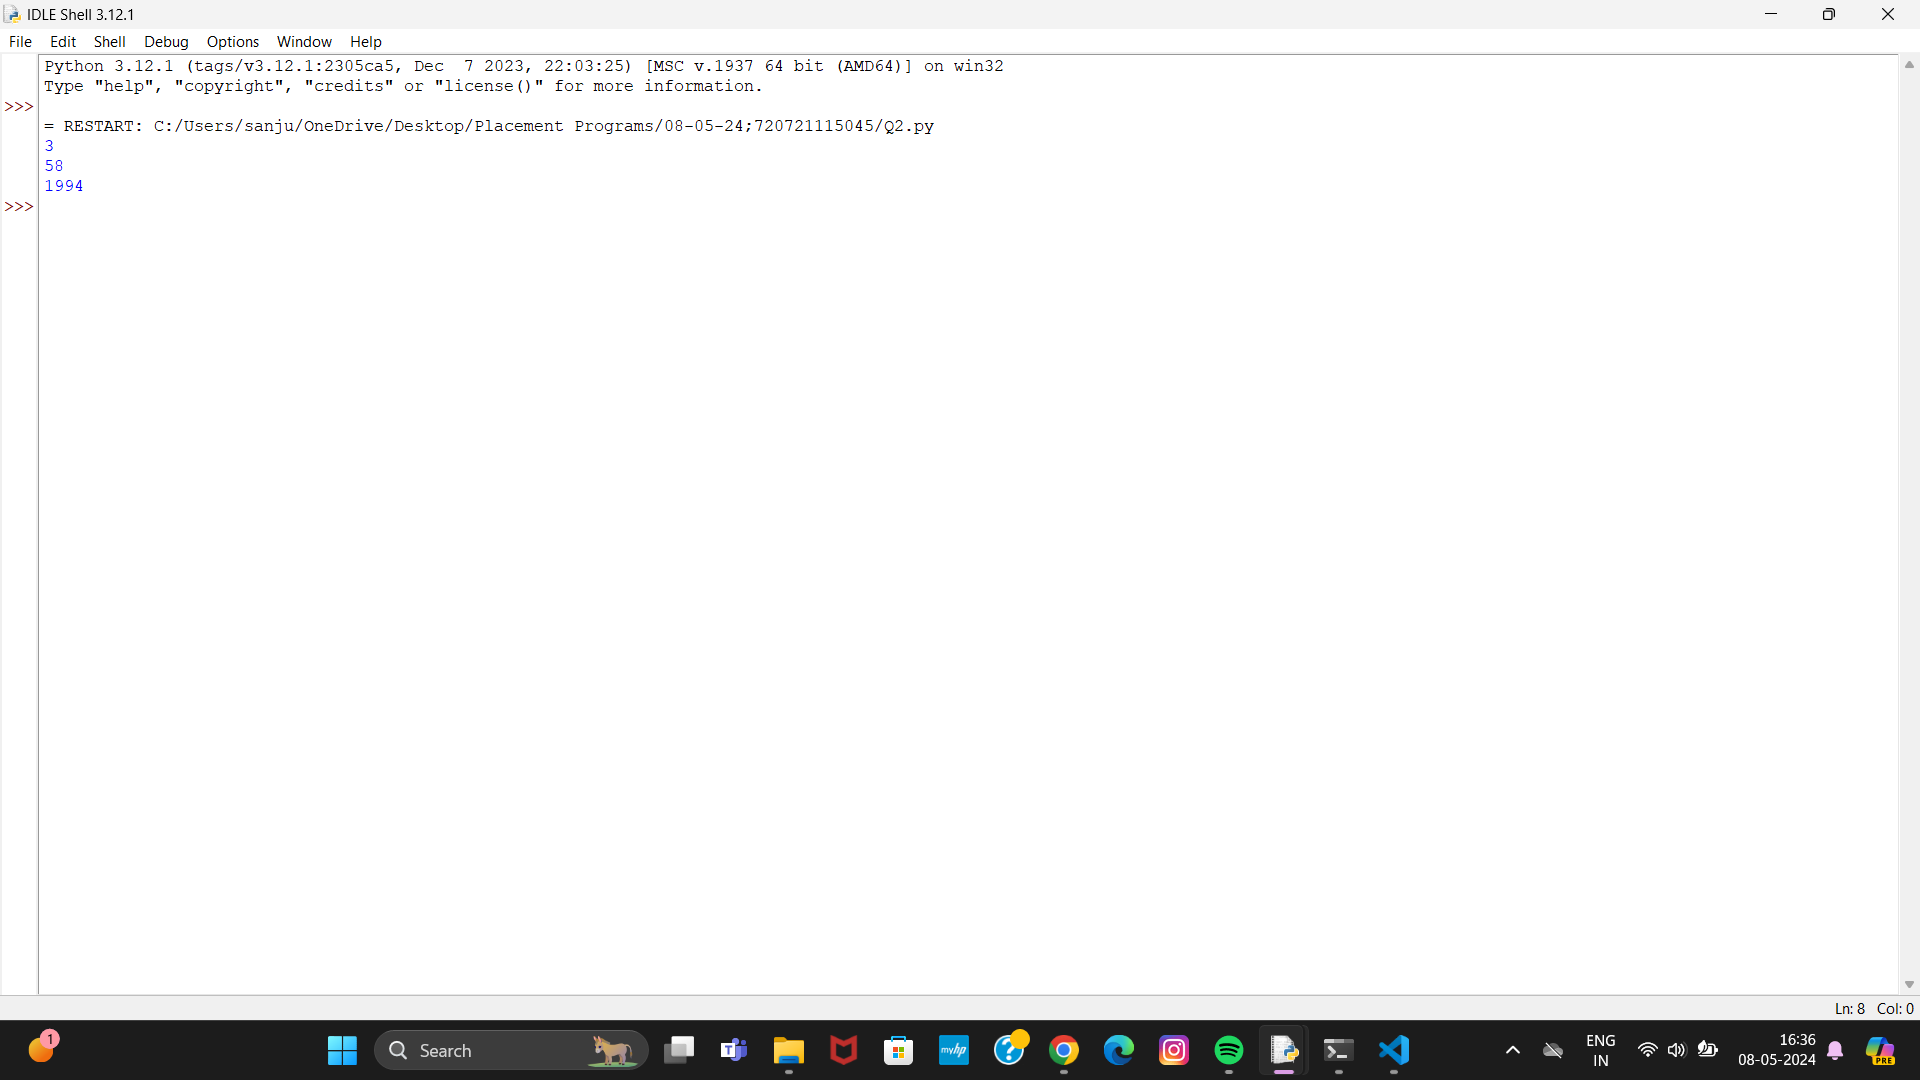 IDLE Shell 3.12.1
File Edit Shell Debug Options Window Help
Python 3.12.1 (tags/v3.12.1:2305ca5, Dec  7 2023, 22:03:25) [MSC v.1937 64 bit (AMD64)] on win32
Type "help", "copyright", "credits" or "license()" for more information.
>>>
= RESTART: C:/Users/sanju/OneDrive/Desktop/Placement Programs/08-05-24;720721115045/Q2.py
3
58
1994
>>>
Ln: 8 Col: 0
1
Search
myhp
ENG
IN
16:36
08-05-2024
PRE